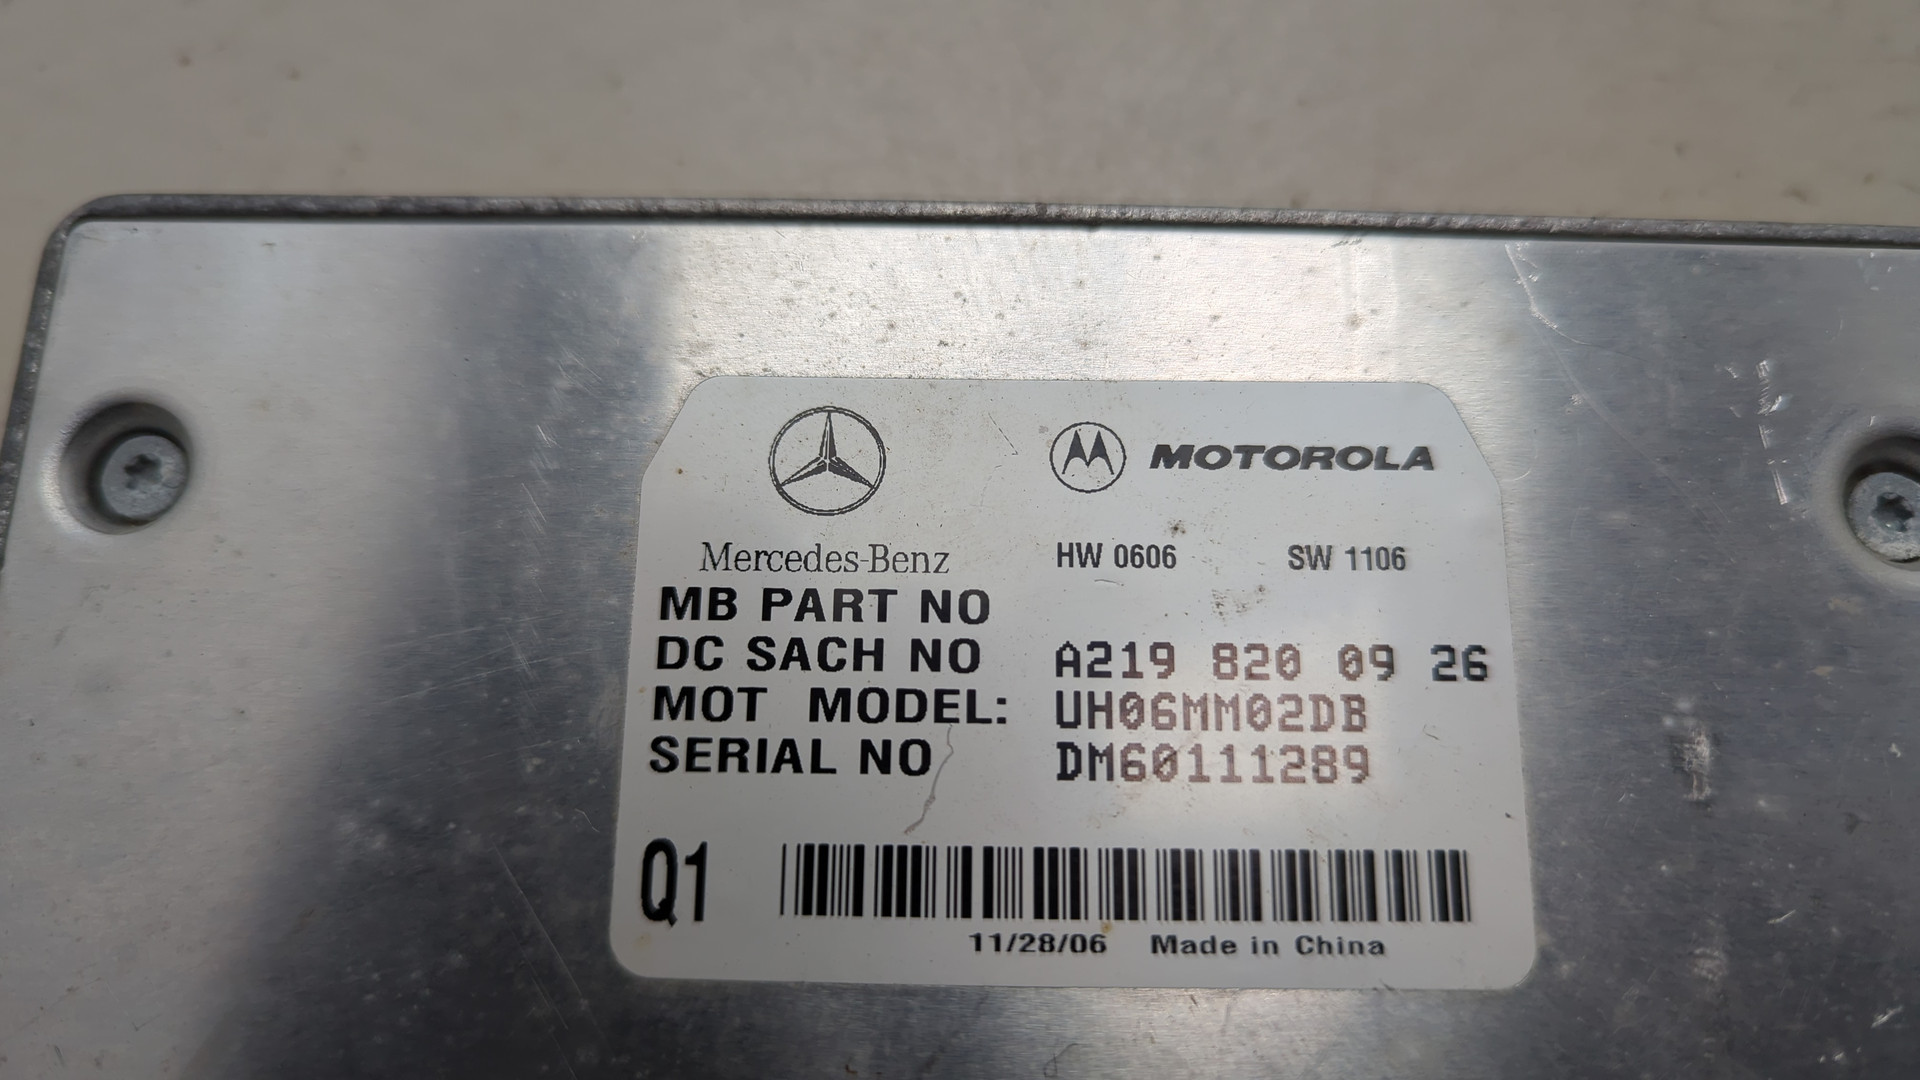 MOTOROLA
Mercedes-Benz HW 0606 SW 1106
MB PART NO
DC SACH NO A219 820 09 26
MOT MODEL: UH06MM02DB
SERIAL NO DM60111289
Q1
11/28/06 Made in China